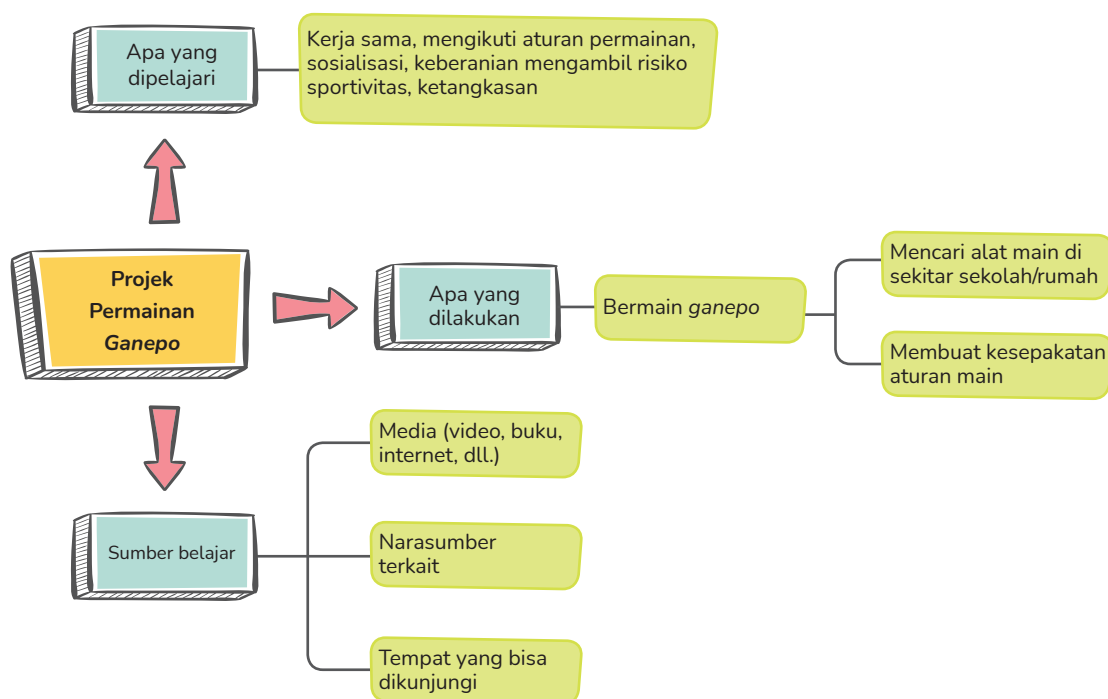 Apa yang
dipelajari
Kerja sama, mengikuti aturan permainan,
sosialisasi, keberanian mengambil risiko
sportivitas, ketangkasan
Projek
Permainan
Ganepo
Apa yang
dilakukan
Bermain ganepo
Mencari alat main di
sekitar sekolah/rumah
Membuat kesepakatan
aturan main
Sumber belajar
Media (video, buku,
internet, dll.)
Narasumber
terkait
Tempat yang bisa
dikunjungi